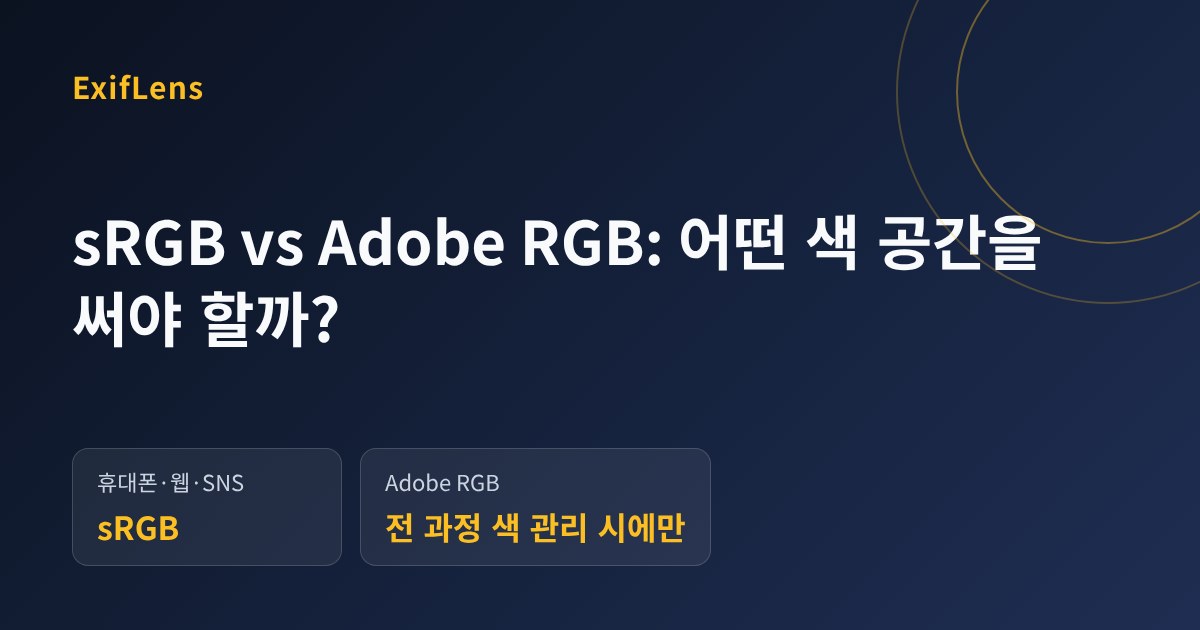 ExifLens
sRGB vs Adobe RGB: 어떤 색 공간을
써야 할까?
휴대폰·웹·SNS
sRGB
Adobe RGB
전 과정 색 관리 시에만